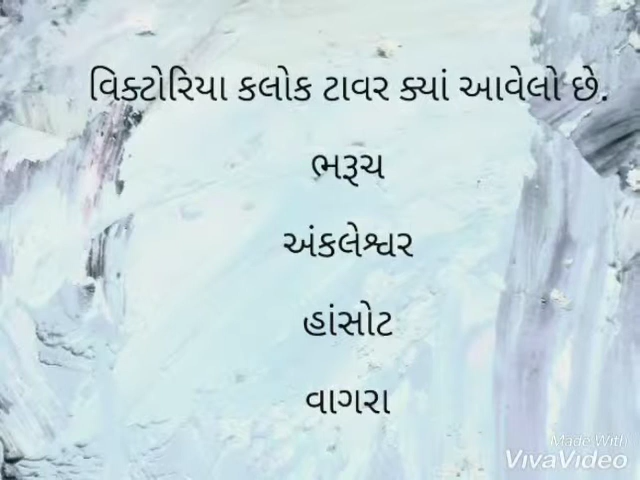 વિક્ટોરિયા કલોક ટાવર ક્યાં આવેલો છે.
ભરૂચ
અંકલેશ્વર
હાંસોટ
વાગરા
Made With
VivaVideo